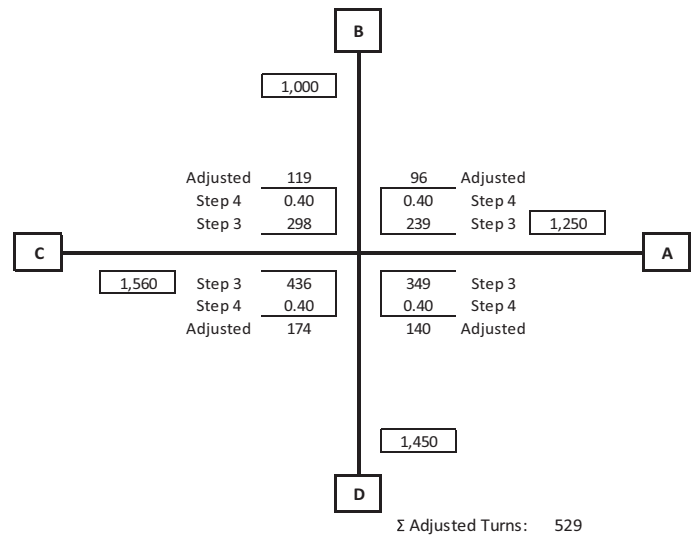 B
1,000
Adjusted 119 96 Adjusted
Step 4 0.40 0.40 Step 4
Step 3 298 239 Step 3 1,250
C A
1,560 Step 3 436 349 Step 3
Step 4 0.40 0.40 Step 4
Adjusted 174 140 Adjusted
1,450
D
Σ Adjusted Turns: 529